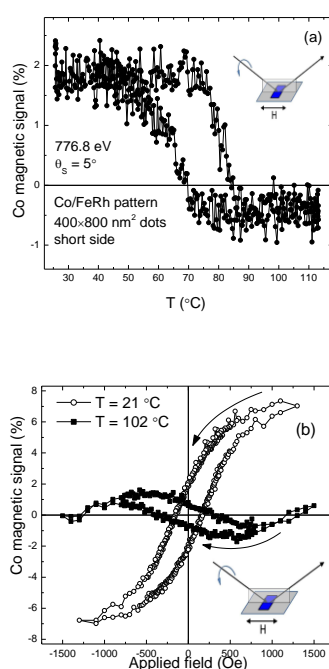 (a)
2
1
0
-1
Co magnetic signal (%)
776.8 eV
θS = 5°
Co/FeRh pattern
400×800 nm² dots
short side
H
30 40 50 60 70 80 90 100 110
T (°C)
(b)
T = 21 °C
T = 102 °C
8
6
4
2
0
-2
-4
-6
-8
Co magnetic signal (%)
H
-1500 -1000 -500 0 500 1000 1500
Applied field (Oe)